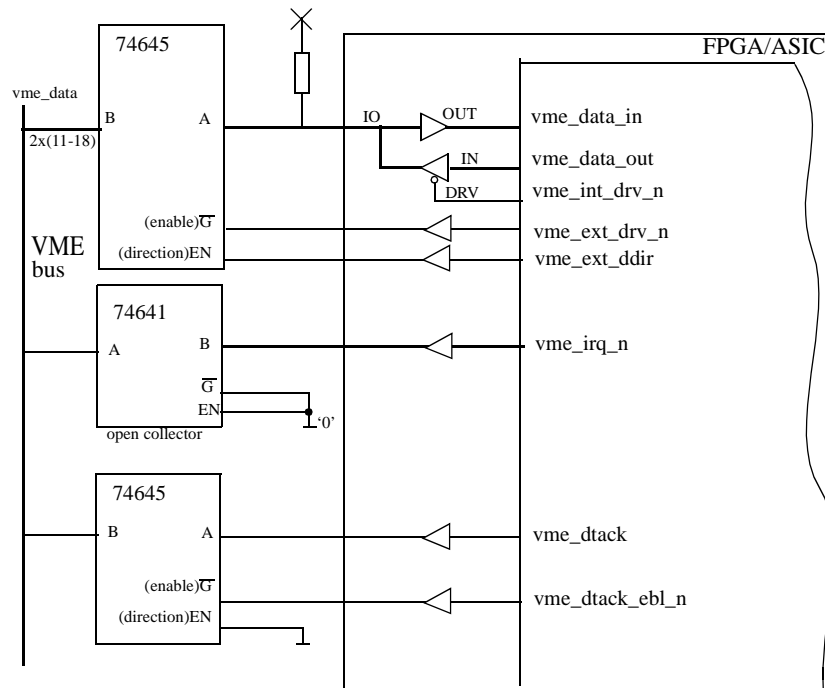 74645
FPGA/ASIC
vme_data
B
A
IO
OUT
vme_data_in
2x(11-18)
IN
vme_data_out
DRV
vme_int_drv_n
(enable)G
vme_ext_drv_n
VME
bus
(direction)EN
vme_ext_ddir
74641
A
B
vme_irq_n
G
EN
‘0’
open collector
74645
B
A
vme_dtack
(enable)G
vme_dtack_ebl_n
(direction)EN